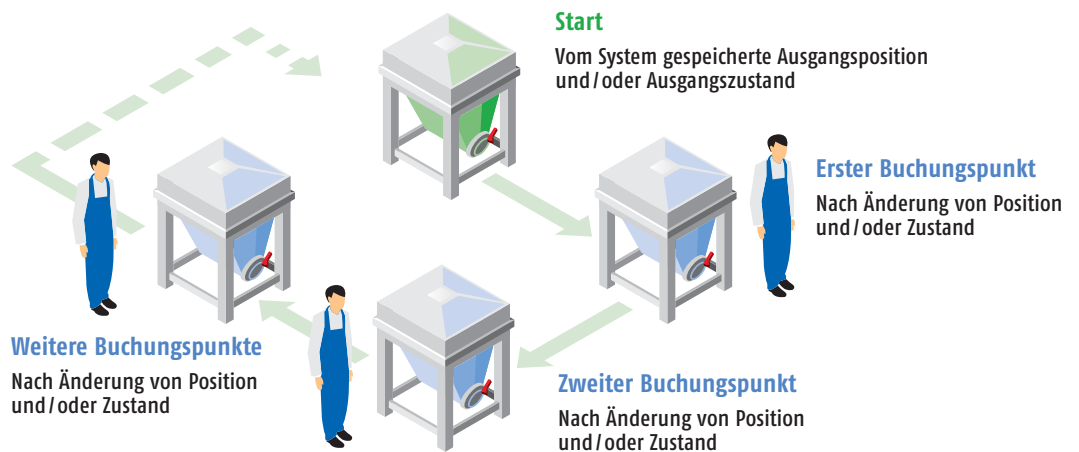 Start
Vom System gespeicherte Ausgangsposition
und / oder Ausgangszustand
Erster Buchungspunkt
Nach Änderung von Position
und / oder Zustand
Zweiter Buchungspunkt
Nach Änderung von Position
und / oder Zustand
Weitere Buchungspunkte
Nach Änderung von Position
und / oder Zustand